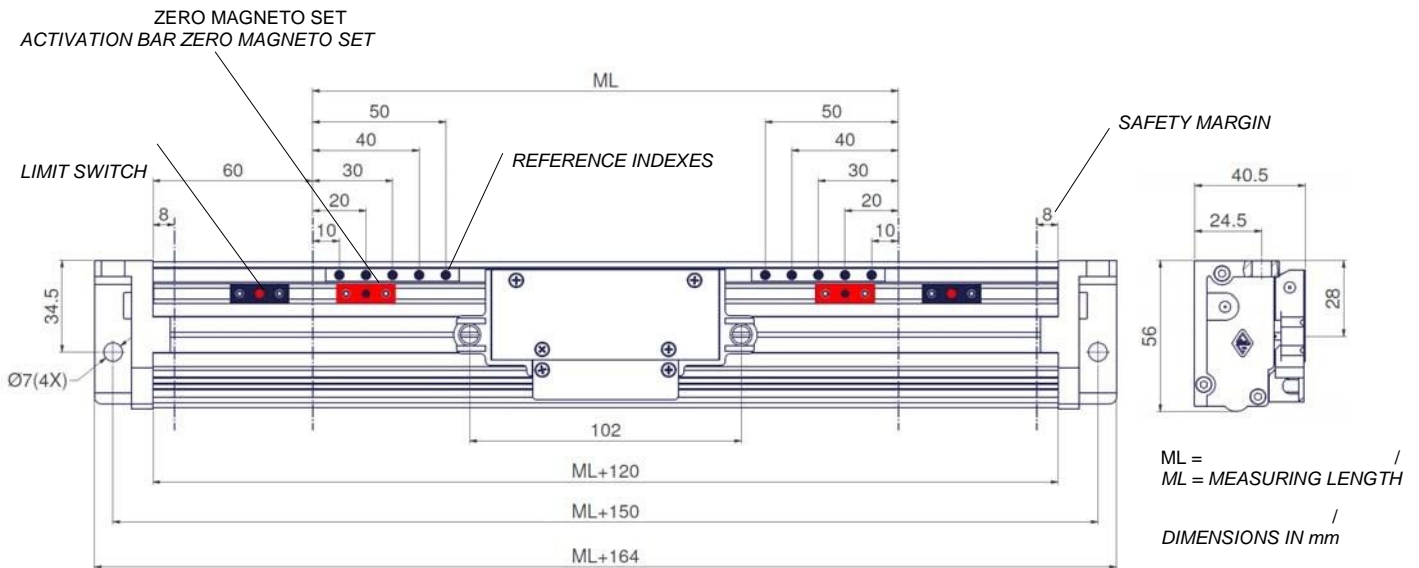 ZERO MAGNETO SET
ACTIVATION BAR ZERO MAGNETO SET
ML
50
50
SAFETY MARGIN
40
40
REFERENCE INDEXES
LIMIT SWITCH
60
30
30
40.5
20
20
24.5
8
8
10
10
34.5
28
56
Ø7(4X)
102
ML =                    /
ML+120
ML = MEASURING LENGTH
ML+150
/
DIMENSIONS IN mm
ML+164